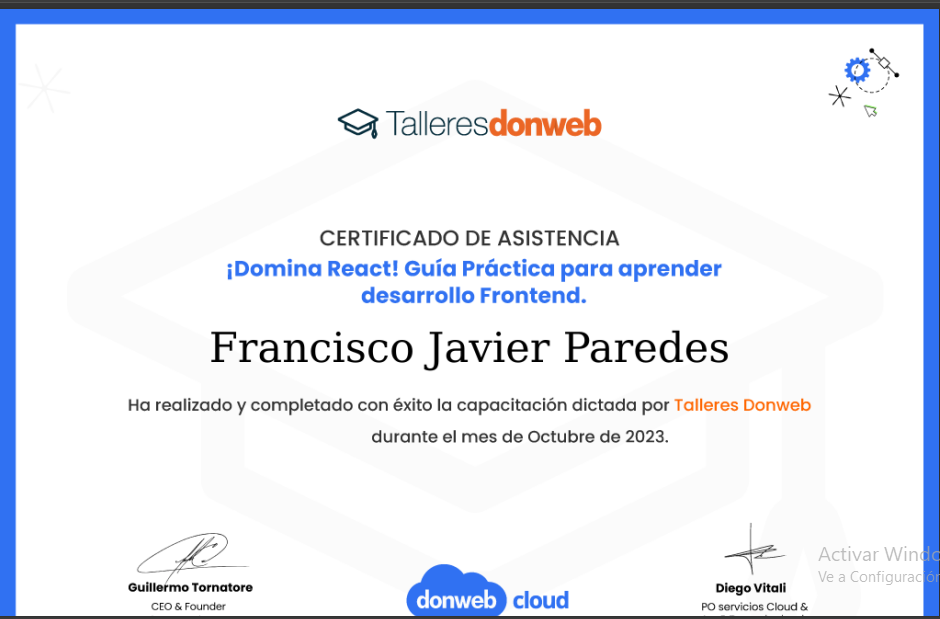 Talleresdonweb
CERTIFICADO DE ASISTENCIA
¡Domina React! Guía Práctica para aprender
desarrollo Frontend.
Francisco Javier Paredes
Ha realizado y completado con éxito la capacitación dictada por Talleres Donweb
durante el mes de Octubre de 2023.
Guillermo Tornatore
CEO & Founder
donweb cloud
Diego Vitali
PO servicios Cloud &
Activar Windo
Ve a Configuración